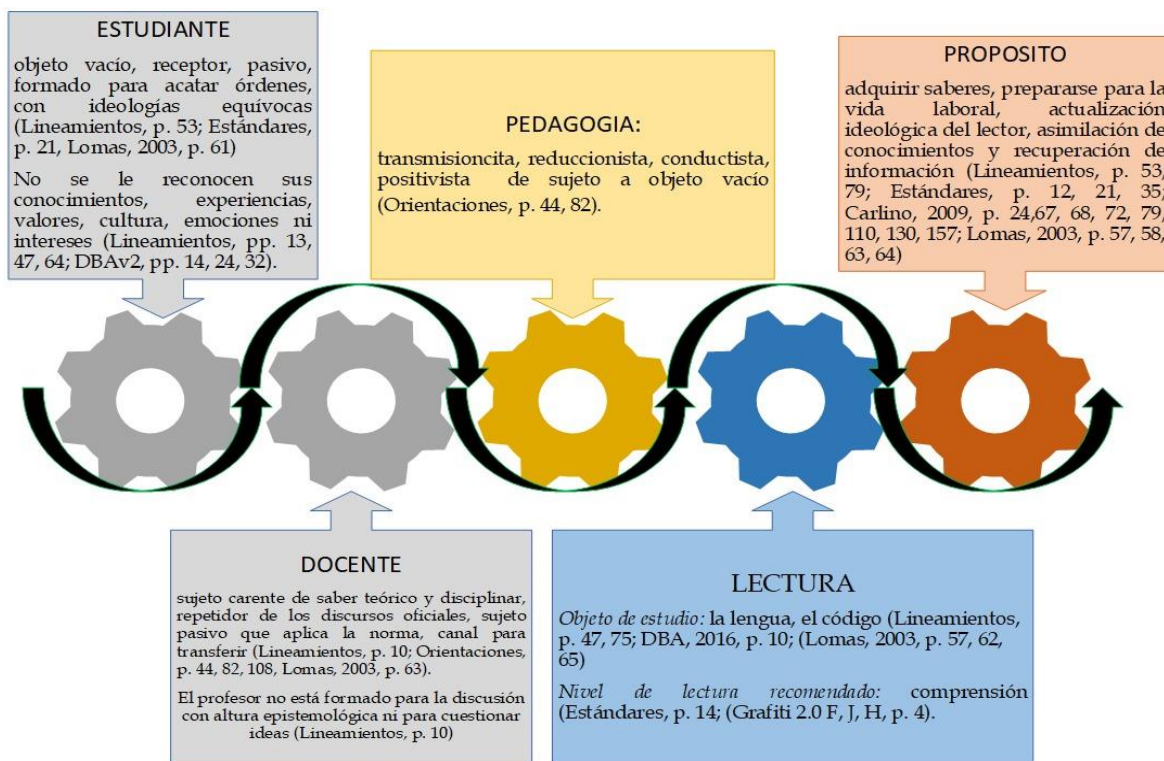 ESTUDIANTE
objeto vacío, receptor, pasivo,
formado para acatar órdenes,
con ideologías equívocas
(Lineamientos, p. 53; Estándares,
p. 21, Lomas, 2003, p. 61)
No se le reconocen sus
conocimientos, experiencias,
valores, cultura, emociones ni
intereses (Lineamientos, pp. 13,
47, 64; DBAv2, pp. 14, 24, 32).
PEDAGOGIA:
transmisioncita, reduccionista, conductista,
positivista de sujeto a objeto vacío
(Orientaciones, p. 44, 82).
PROPOSITO
adquirir saberes, prepararse para la
vida laboral, actualización
ideológica del lector, asimilación de
conocimientos y recuperación de
información (Lineamientos, p. 53,
79; Estándares, p. 12, 21, 35;
Carlino, 2009, p. 24,67, 68, 72, 79,
110, 130, 157; Lomas, 2003, p. 57, 58,
63, 64)
DOCENTE
sujeto carente de saber teórico y disciplinar,
repetidor de los discursos oficiales, sujeto
pasivo que aplica la norma, canal para
transferir (Lineamientos, p. 10; Orientaciones,
p. 44, 82, 108, Lomas, 2003, p. 63).
El profesor no está formado para la discusión
con altura epistemológica ni para cuestionar
ideas (Lineamientos, p. 10)
LECTURA
Objeto de estudio: la lengua, el código (Lineamientos,
p. 47, 75; DBA, 2016, p. 10; (Lomas, 2003, p. 57, 62,
65)
Nivel de lectura recomendado: comprensión
(Estándares, p. 14; (Grafiti 2.0 F, J, H, p. 4).